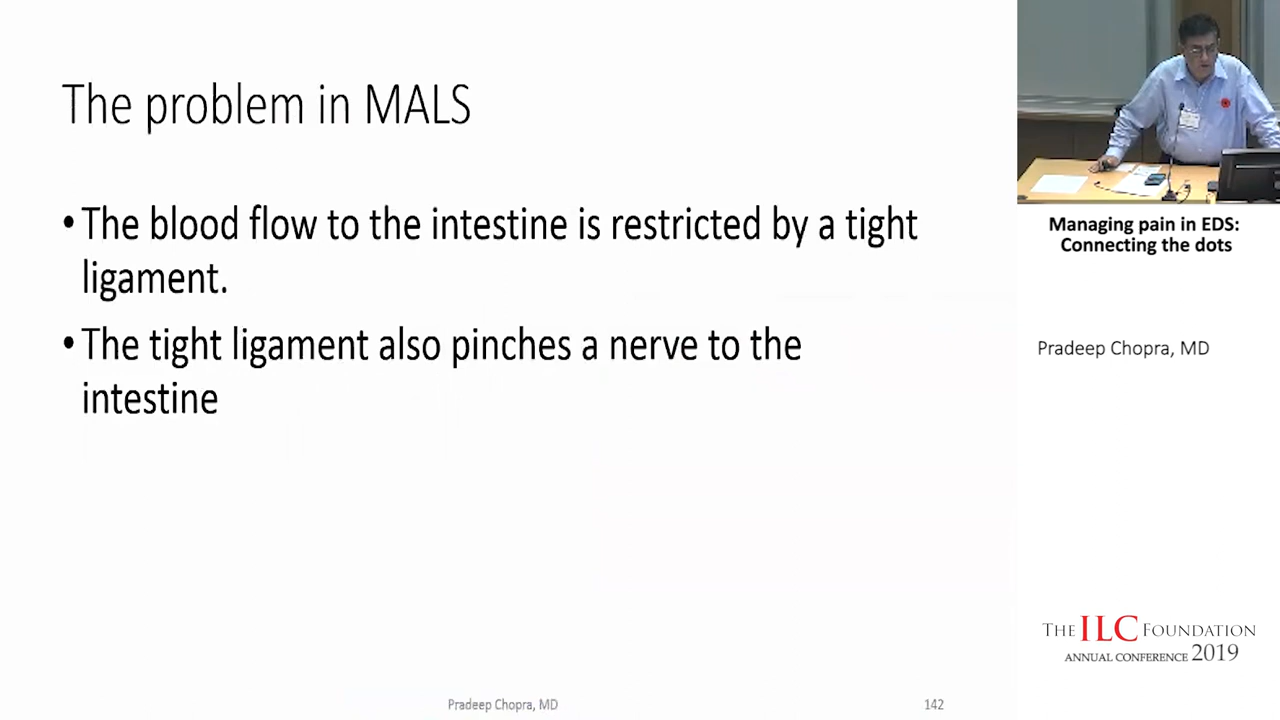 The problem in MALS
•The blood flow to the intestine is restricted by a tight
ligament.
•The tight ligament also pinches a nerve to the
intestine
Pradeep Chopra, MD
142
Managing pain in EDS:
Connecting the dots
Pradeep Chopra, MD
THE ILC FOUNDATION
ANNUAL CONFERENCE 2019